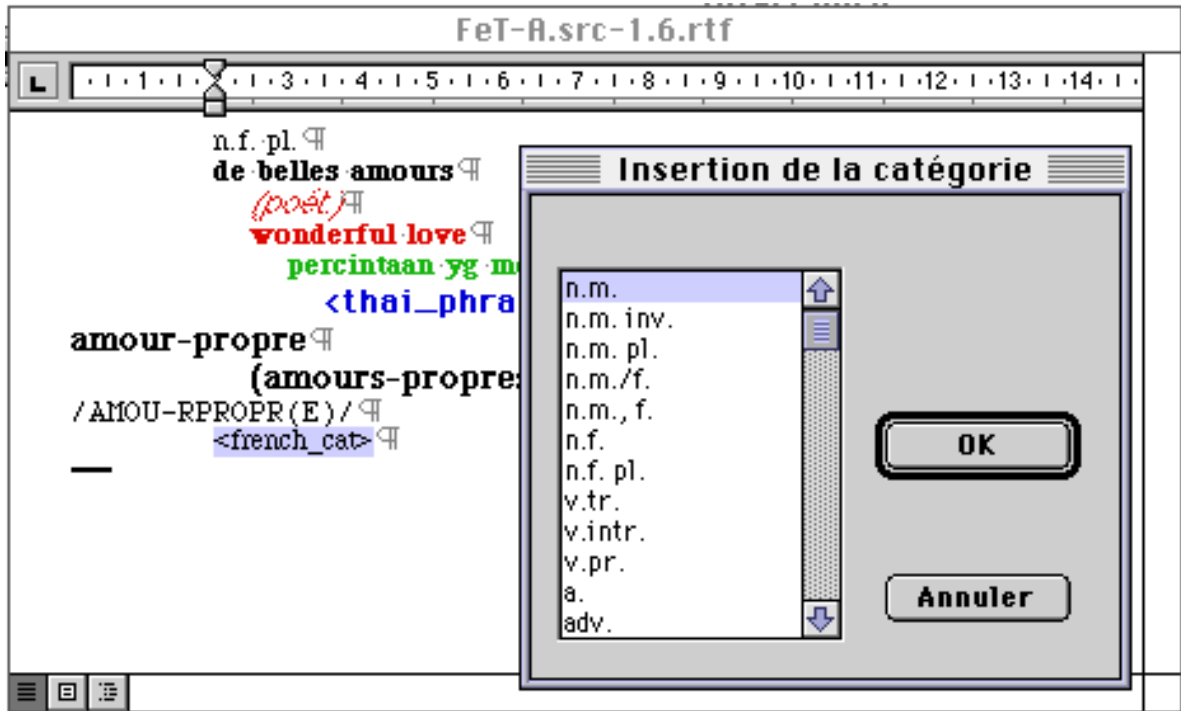 FeT-A.src-1.6.rtf
1 3 4 5 6 7 8 9 10 11 12 13 14
n.f. pl. ¶
de belles amours ¶
(poét.) ¶
wonderful love ¶
percintaan yg
<thai_phra
amour-propre ¶
(amours-propres
/AMOU-RPROPR(E)/ ¶
<french_cat> ¶
Insertion de la catégorie
n.m.
n.m. inv.
n.m. pl.
n.m./f.
n.m., f.
n.f.
n.f. pl.
v.tr.
v.intr.
v.pr.
a.
adv.
OK
Annuler